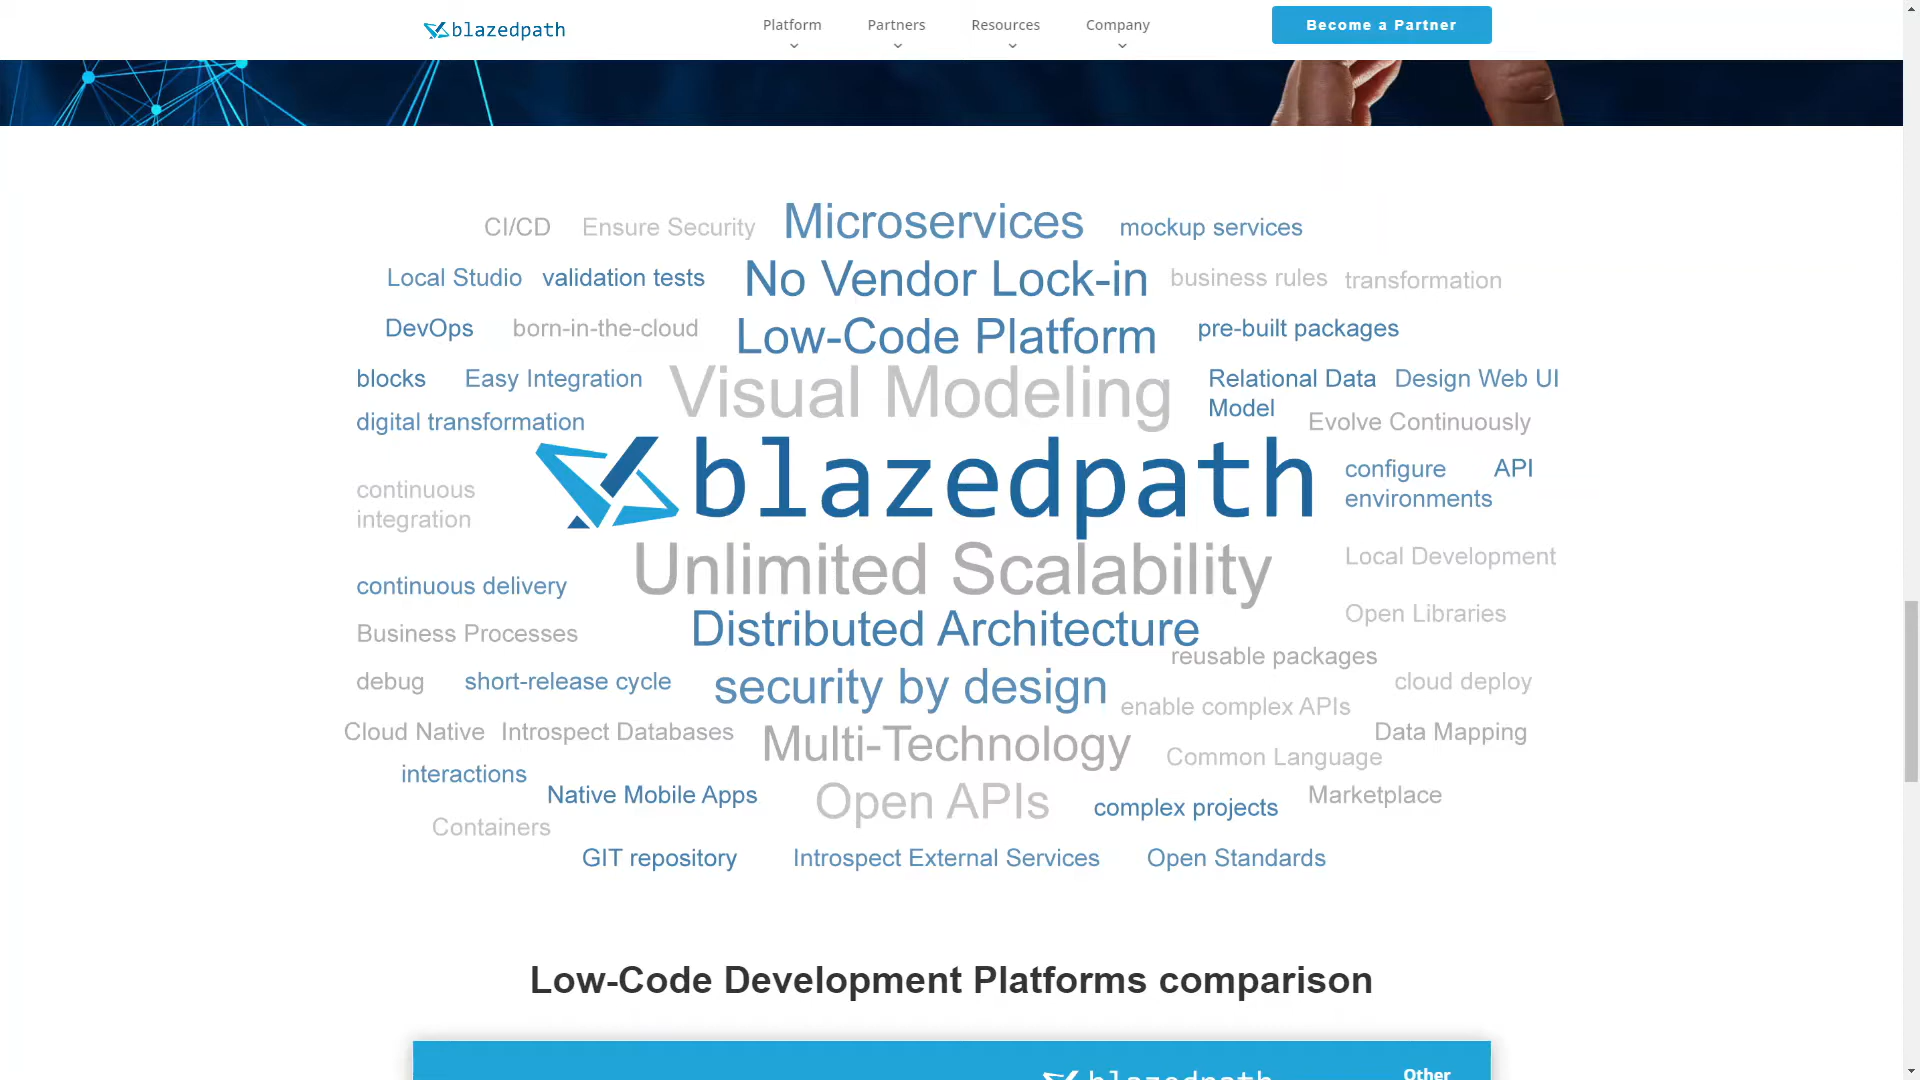 blazedpath
Platform
Partners
Resources
Company
Become a Partner
CI/CD Ensure Security Microservices mockup services
Local Studio validation tests No Vendor Lock-in business rules transformation
DevOps born-in-the-cloud Low-Code Platform pre-built packages
blocks Easy Integration Visual Modeling Relational Data Model Design Web UI
digital transformation Evolve Continuously
blazedpath
configure environments API
continuous integration
Unlimited Scalability Local Development
continuous delivery Open Libraries
Business Processes Distributed Architecture reusable packages
debug short-release cycle security by design enable complex APIs cloud deploy
Cloud Native Introspect Databases Multi-Technology Common Language Data Mapping
interactions Native Mobile Apps Open APIs complex projects Marketplace
Containers
GIT repository Introspect External Services Open Standards
Low-Code Development Platforms comparison
blazedpath
Other